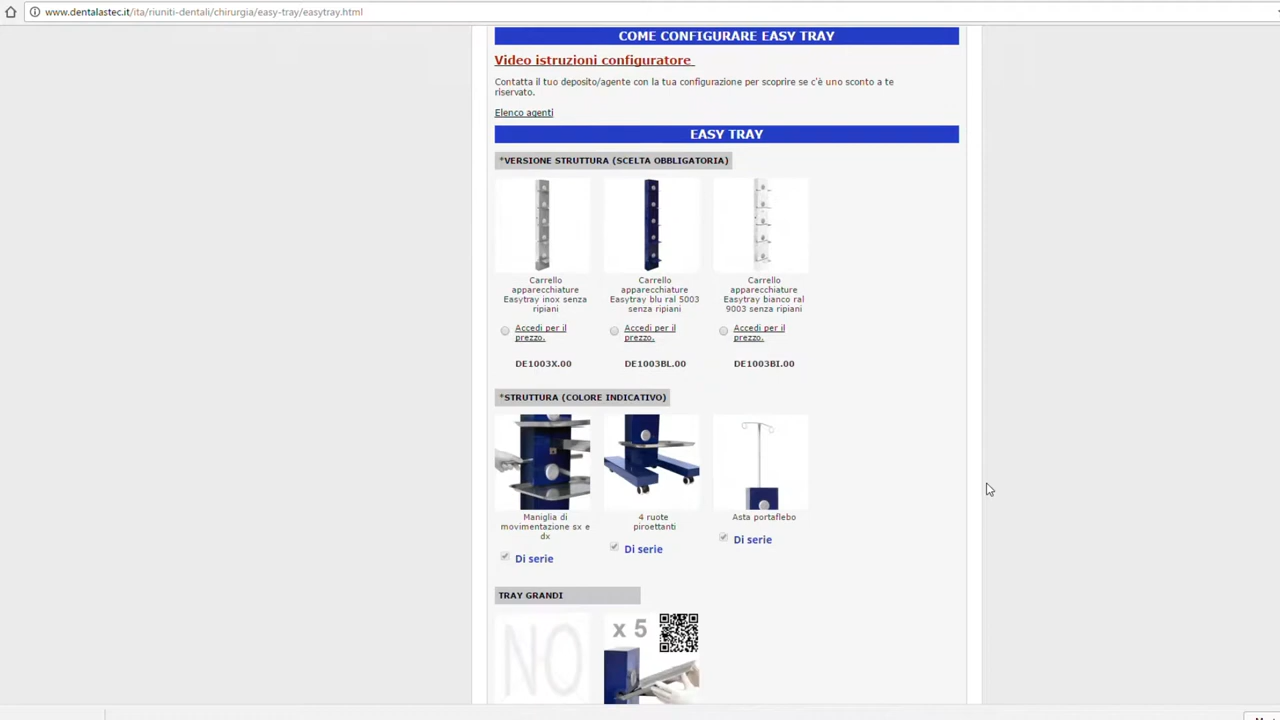 www.dentalastec.it/ita/riuniti-dentali/chirurgia/easy-tray/easytray.html
COME CONFIGURARE EASY TRAY
Video istruzioni configuratore
Contatta il tuo deposito/agente con la tua configurazione per scoprire se c'è uno sconto a te
riservato.
Elenco agenti
EASY TRAY
*VERSIONE STRUTTURA (SCELTA OBBLIGATORIA)
Carrello
apparecchiature
Easytray inox senza
ripiani
Accedi per il
prezzo.
DE1003X.00
Carrello
apparecchiature
Easytray blu ral 5003
senza ripiani
Accedi per il
prezzo.
DE1003BL.00
Carrello
apparecchiature
Easytray bianco ral
9003 senza ripiani
Accedi per il
prezzo.
DE1003BI.00
*STRUTTURA (COLORE INDICATIVO)
Maniglia di
movimentazione sx e
dx
Di serie
4 ruote
piroettanti
Di serie
Asta portaflebo
Di serie
TRAY GRANDI
NO
x 5